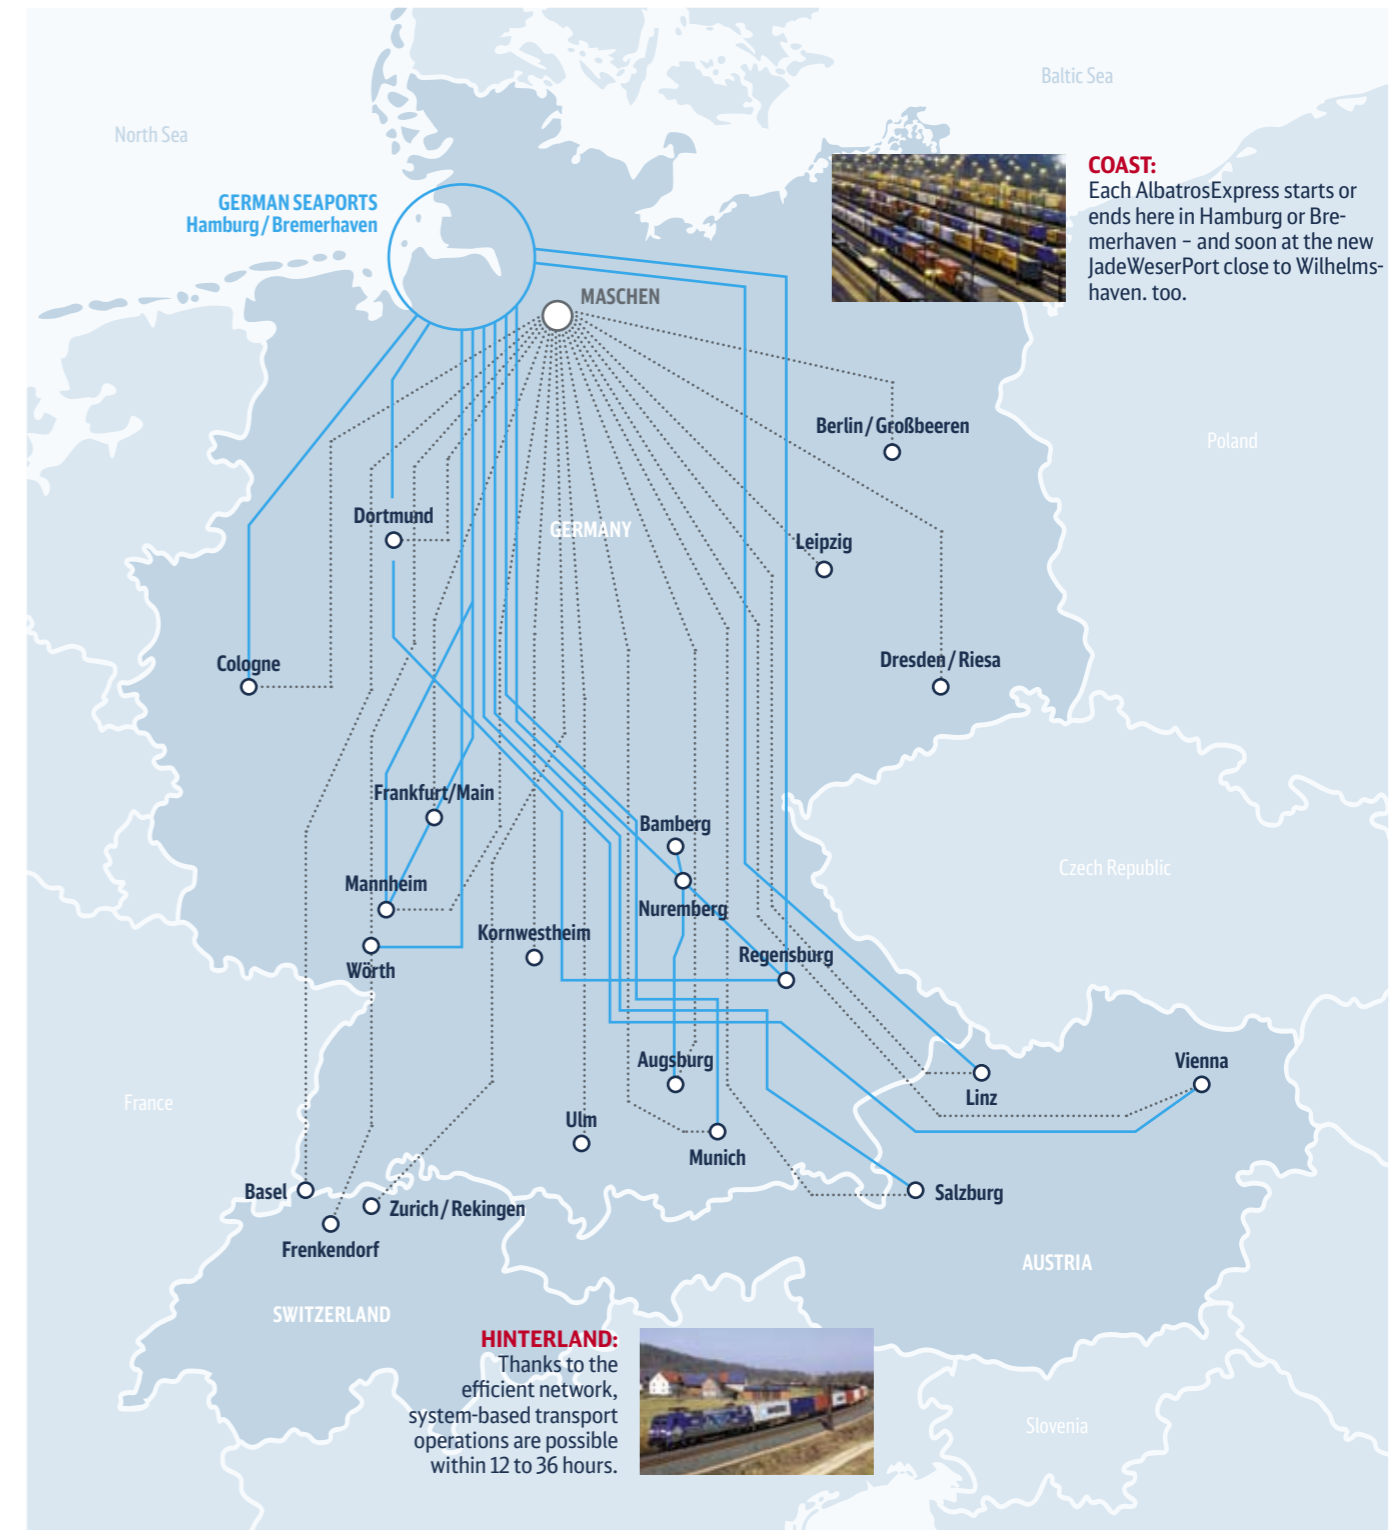 Baltic Sea
North Sea
COAST:
Each AlbatrosExpress starts or
ends here in Hamburg or Bre-
merhaven – and soon at the new
JadeWeserPort close to Wilhelms-
haven. too.
GERMAN SEAPORTS
Hamburg / Bremerhaven
MASCHEN
Berlin / Großbeeren
Poland
Dortmund
GERMANY
Leipzig
Cologne
Dresden / Riesa
Frankfurt/Main
Bamberg
Czech Republic
Mannheim
Nuremberg
Kornwestheim
Regensburg
Wörth
Augsburg
Vienna
Linz
France
Ulm
Munich
Basel
Salzburg
Zurich / Rekingen
Frenkendorf
AUSTRIA
SWITZERLAND
HINTERLAND:
Thanks to the
efficient network,
system-based transport
operations are possible
within 12 to 36 hours.
Slovenia